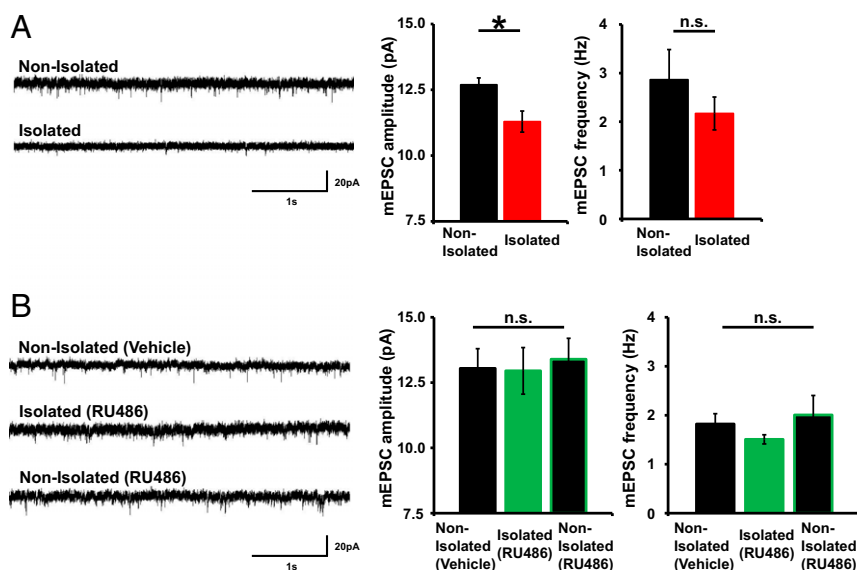 A
Non-Isolated
Isolated
20pA
1s
mEPSC amplitude (pA)
15.0
12.5
10.0
7.5
*
Non-
Isolated
Isolated
mEPSC frequency (Hz)
4
3
2
1
0
n.s.
Non-
Isolated
Isolated
B
Non-Isolated (Vehicle)
Isolated (RU486)
Non-Isolated (RU486)
20pA
1s
mEPSC amplitude (pA)
15.0
12.5
10.0
7.5
n.s.
Non-
Isolated
(Vehicle)
Isolated
(RU486)
Non-
Isolated
(RU486)
mEPSC frequency (Hz)
4
3
2
1
0
n.s.
Non-
Isolated
(Vehicle)
Isolated
(RU486)
Non-
Isolated
(RU486)